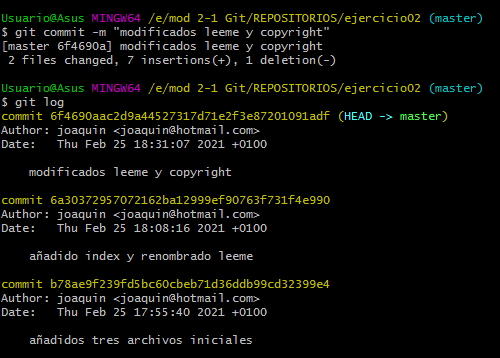 Usuario@Asus MINGW64 /e/mod 2-1 Git/REPOSITORIOS/ejercicio02 (master)
$ git commit -m "modificados leeme y copyright"
[master 6f4690a] modificados leeme y copyright
 2 files changed, 7 insertions(+), 1 deletion(-)

Usuario@Asus MINGW64 /e/mod 2-1 Git/REPOSITORIOS/ejercicio02 (master)
$ git log
commit 6f4690aac2d9a44527317d71e2f3e87201091adf (HEAD -> master)
Author: joaquin <joaquin@hotmail.com>
Date:   Thu Feb 25 18:31:07 2021 +0100

    modificados leeme y copyright

commit 6a30372957072162ba12999ef90763f731f4e990
Author: joaquin <joaquin@hotmail.com>
Date:   Thu Feb 25 18:08:16 2021 +0100

    añadido index y renombrado leeme

commit b78ae9f239fd5bc60cbeb71d36ddb99cd32399e4
Author: joaquin <joaquin@hotmail.com>
Date:   Thu Feb 25 17:55:40 2021 +0100

    añadidos tres archivos iniciales